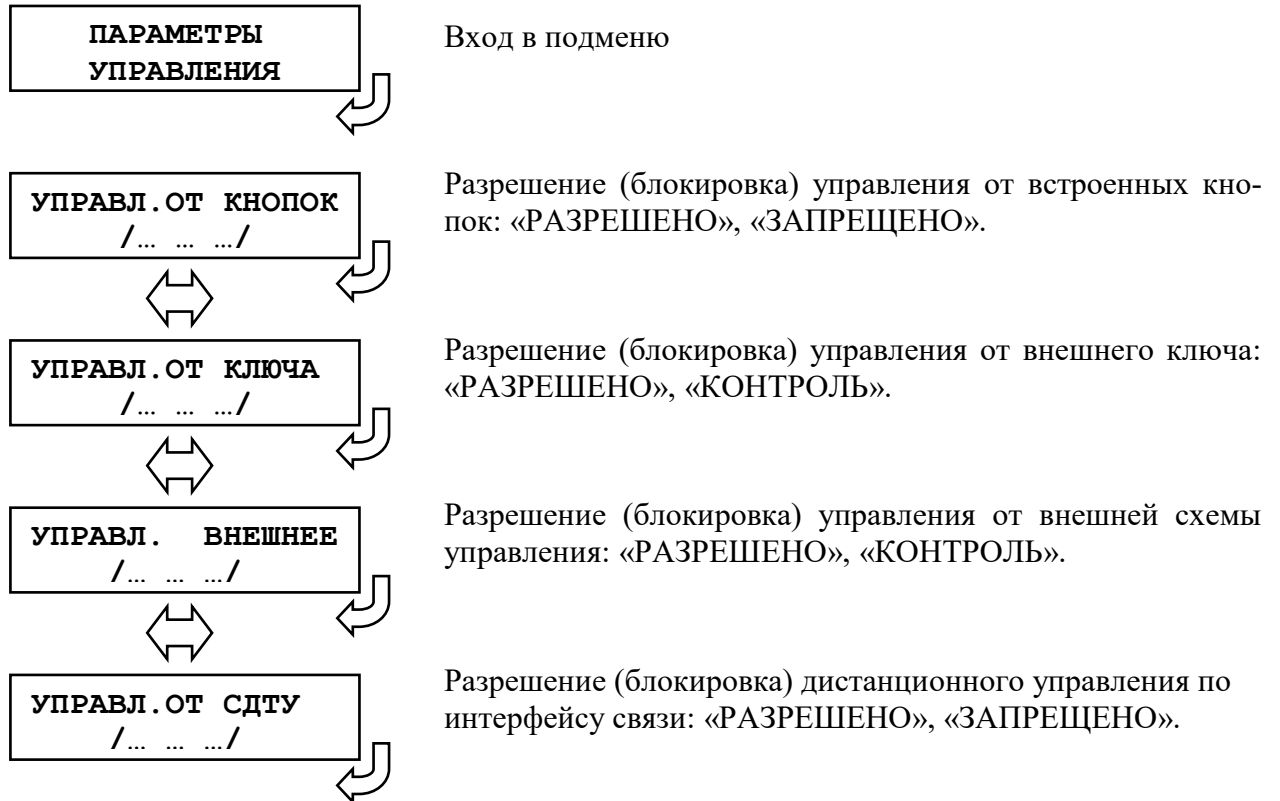 ПАРАМЕТРЫ
УПРАВЛЕНИЯ
Вход в подменю
УПРАВЛ.ОТ КНОПОК
/… … …/
Разрешение (блокировка) управления от встроенных кно-
пок: «РАЗРЕШЕНО», «ЗАПРЕЩЕНО».
УПРАВЛ.ОТ КЛЮЧА
/… … …/
Разрешение (блокировка) управления от внешнего ключа:
«РАЗРЕШЕНО», «КОНТРОЛЬ».
УПРАВЛ. ВНЕШНЕЕ
/… … …/
Разрешение (блокировка) управления от внешней схемы
управления: «РАЗРЕШЕНО», «КОНТРОЛЬ».
УПРАВЛ.ОТ СДТУ
/… … …/
Разрешение (блокировка) дистанционного управления по
интерфейсу связи: «РАЗРЕШЕНО», «ЗАПРЕЩЕНО».